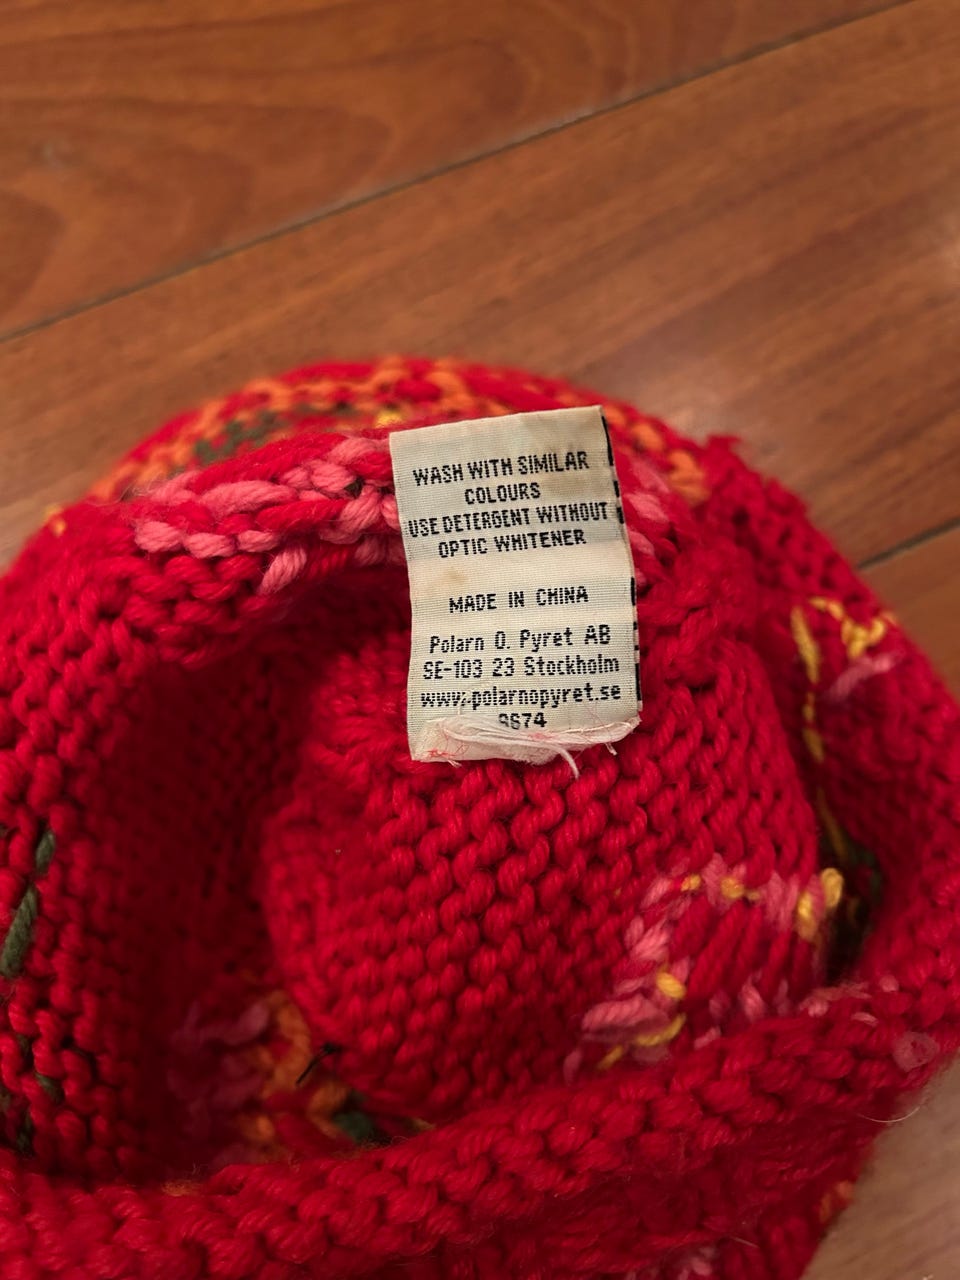 WASH WITH SIMILAR
COLOURS
USE DETERGENT WITHOUT
OPTIC WHITENER
MADE IN CHINA
Polarn O. Pyret AB
SE-103 23 Stockholm
www.polarnopyret.se